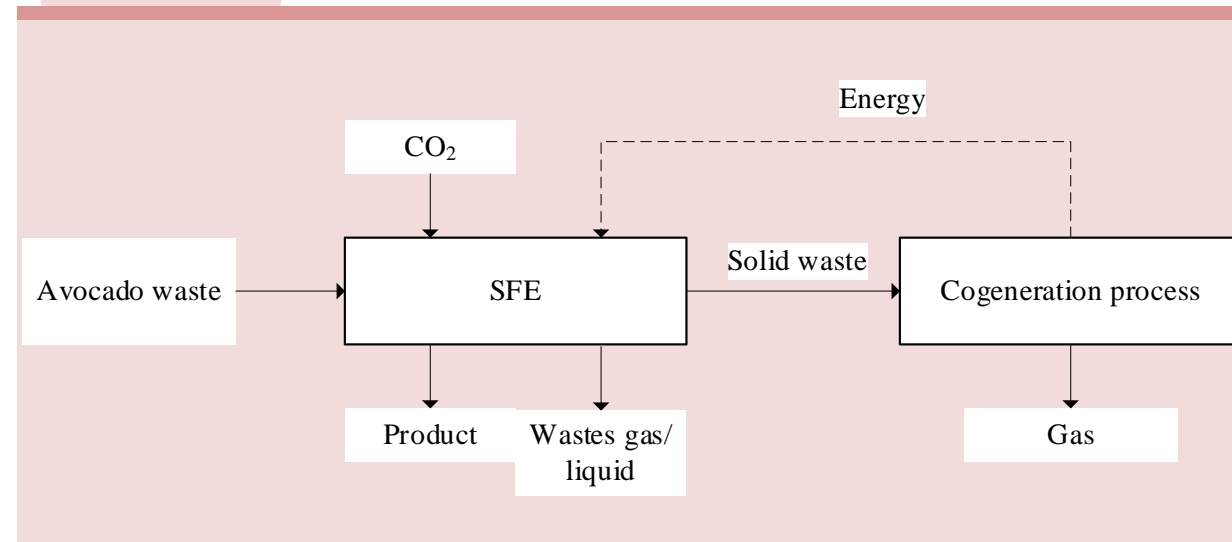 Energy
CO₂
Solid waste
Avocado waste
SFE
Cogeneration process
Product
Wastes gas/
liquid
Gas